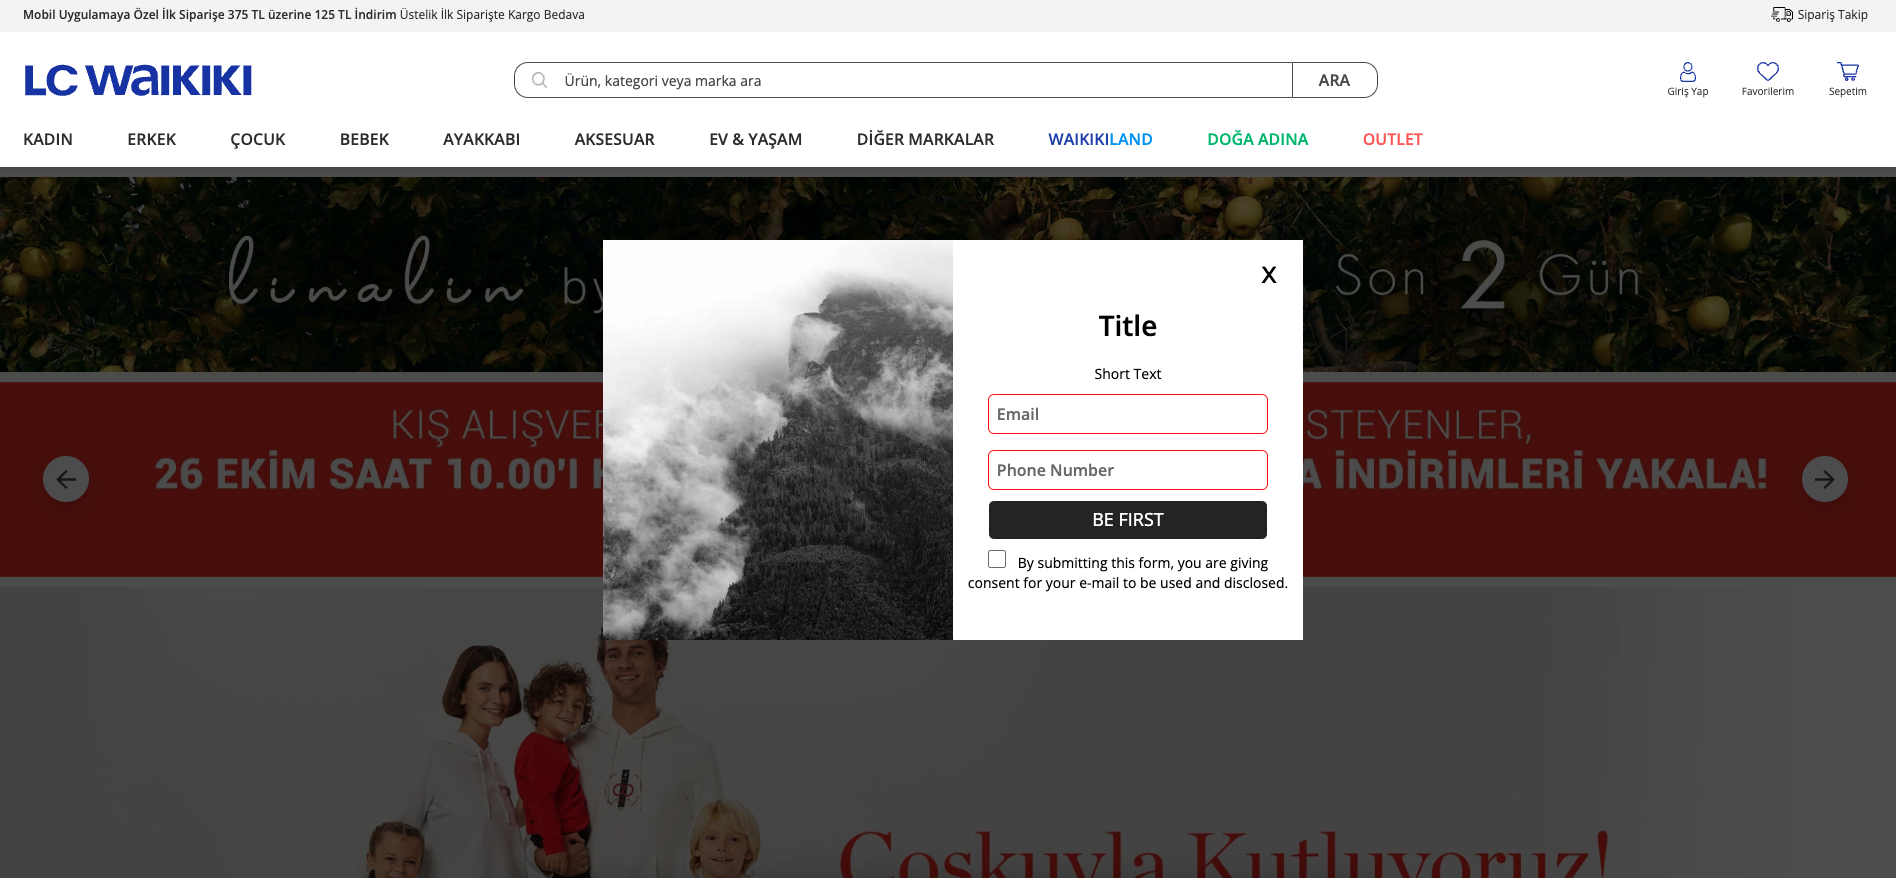 Mobil Uygulamaya Özel İlk Siparişe 375 TL üzerine 125 TL İndirim Üstelik İlk Siparişte Kargo Bedava
Sipariş Takip
LC WAIKIKI
Ürün, kategori veya marka ara
ARA
Giriş Yap
Favorilerim
Sepetim
KADIN ERKEK ÇOCUK BEBEK AYAKKABI AKSESUAR EV & YAŞAM DİĞER MARKALAR WAIKIKILAND DOĞA ADINA OUTLET
linalin by
Son 2 Gün
X
Title
Short Text
Email
Phone Number
BE FIRST
By submitting this form, you are giving
consent for your e-mail to be used and disclosed.
KIŞ ALIŞVER
STEYENLER,
26 EKİM SAAT 10.00'I
A İNDİRİMLERİ YAKALA!
Coşkuyla Kutluyoruz!